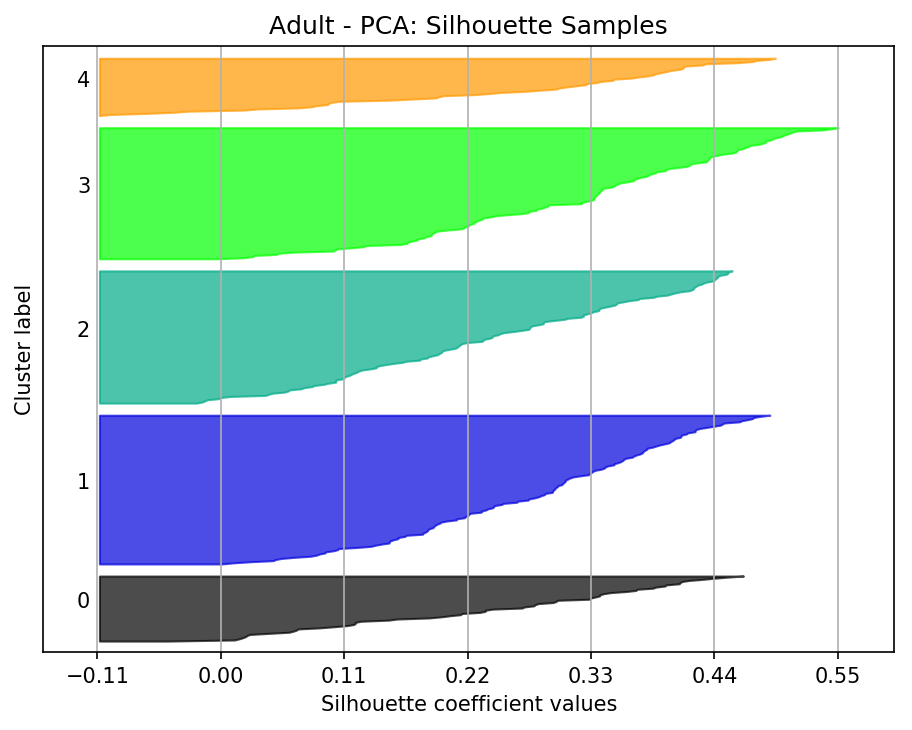 Adult - PCA: Silhouette Samples
Cluster label
4
3
2
1
0
−0.11 0.00 0.11 0.22 0.33 0.44 0.55
Silhouette coefficient values